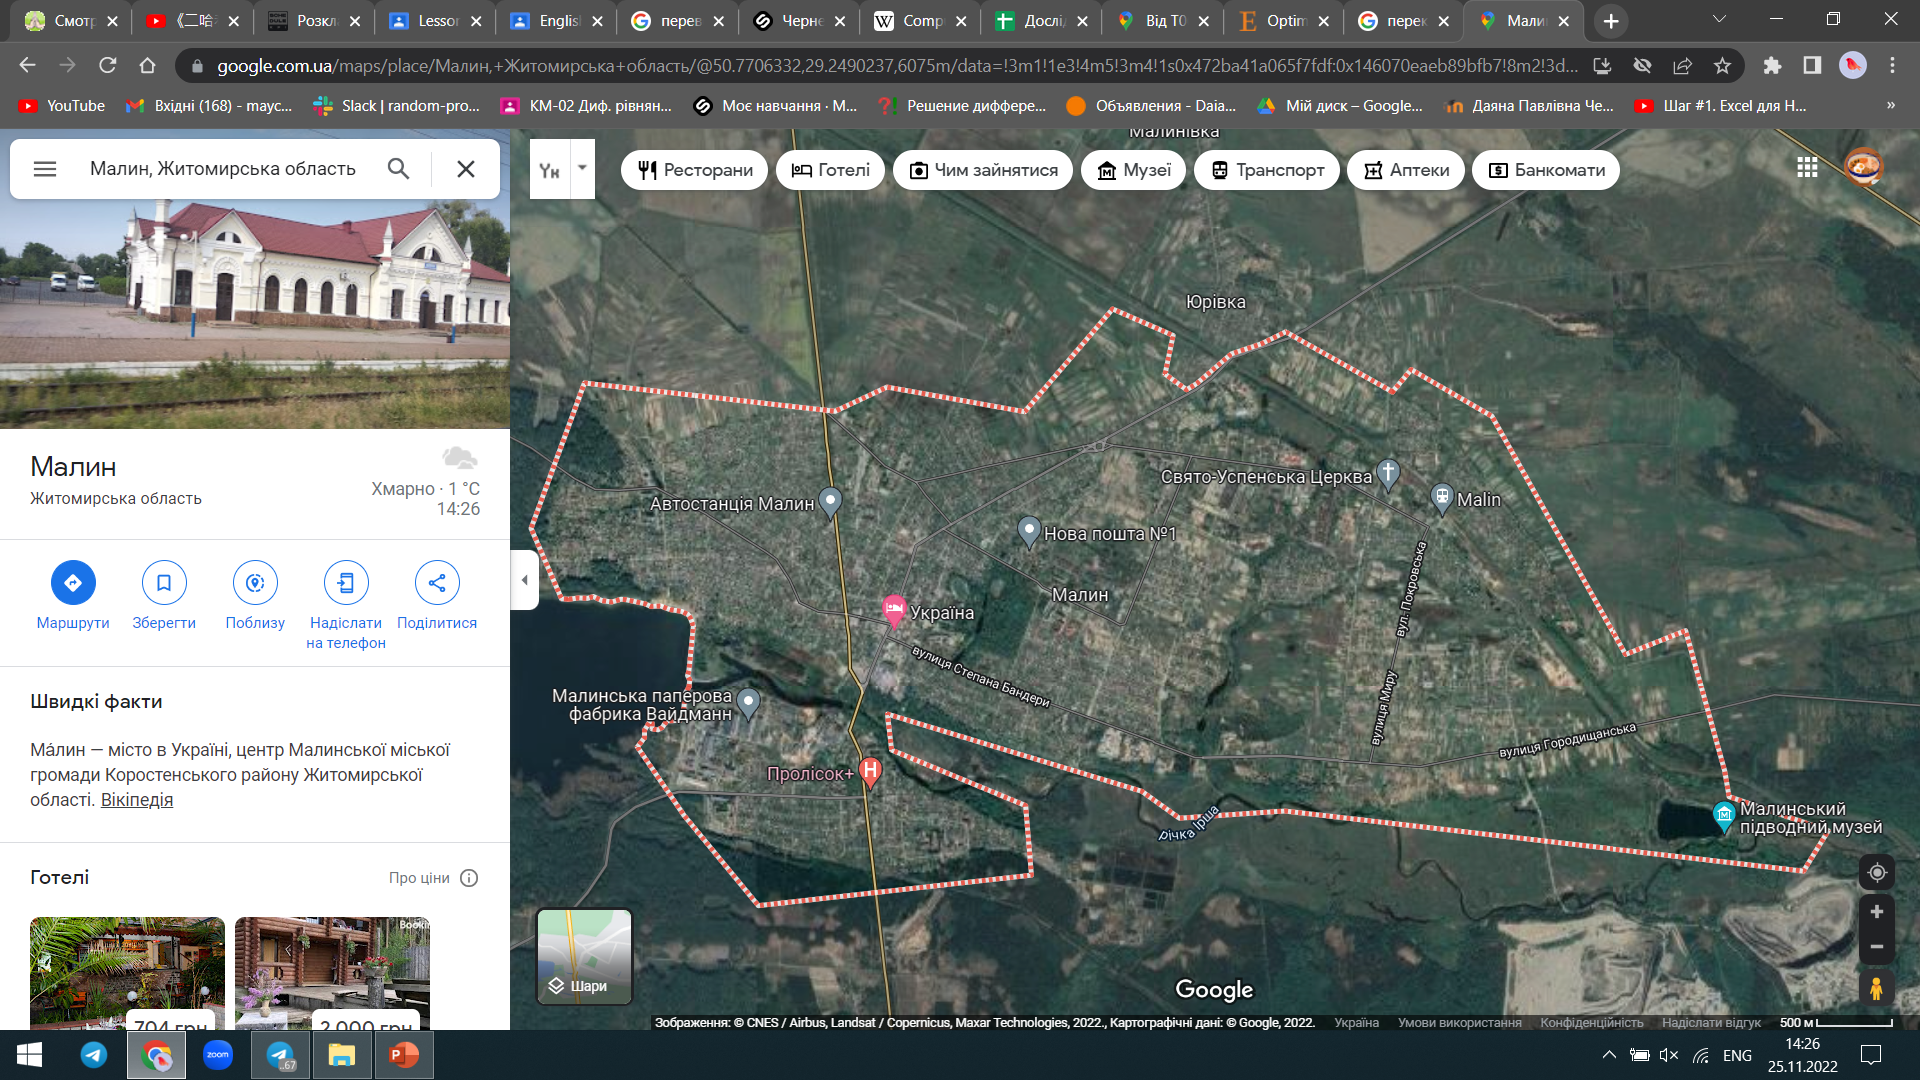 Смотр
《二哈
Розкл
Lessor
Englis
перев
Черне
W Comp
Дослі
Від Т0
E Optim
перек
Мали
google.com.ua/maps/place/Малин,+Житомирська+область/@50.7706332,29.2490237,6075m/data=!3m1!1e3!4m5!3m4!1s0x472ba41a065f7fdf:0x146070eaeb89bfb7!8m2!3d...
YouTube
Вхідні (168) - mayc...
Slack | random-pro...
КМ-02 Диф. рівнян...
Моє навчання - M...
Решение диффере...
Объявления - Daia...
Мій диск – Google...
Даяна Павлівна Че...
Шаг #1. Excel для Н...
»
Малин, Житомирська область
Ресторани
Готелі
Чим зайнятися
Музеї
Транспорт
Аптеки
Банкомати
Малинівка
Юрівка
Свято-Успенська Церква
Malin
Автостанція Малин
Нова пошта №1
Малин
Україна
вул. Покровська
вулиця Степана Бандери
вулиця Миру
вулиця Городищанська
Малинська паперова
фабрика Вайдманн
Пролісок+
H
річка Ірша
Малинський
підводний музей
Малин
Житомирська область
Хмарно · 1 °C
14:26
Маршрути
Зберегти
Поблизу
Надіслати
на телефон
Поділитися
Швидкі факти
Ма́лин — місто в Україні, центр Малинської міської
громади Коростенського району Житомирської
області. Вікіпедія
Готелі
Про ціни
704 грн
2 000 грн
Шари
Google
Зображення: © CNES / Airbus, Landsat / Copernicus, Maxar Technologies, 2022., Картографічні дані: © Google, 2022.
Україна
Умови використання
Конфіденційність
Надіслати відгук
500 м
zoom
..67
ENG
14:26
25.11.2022